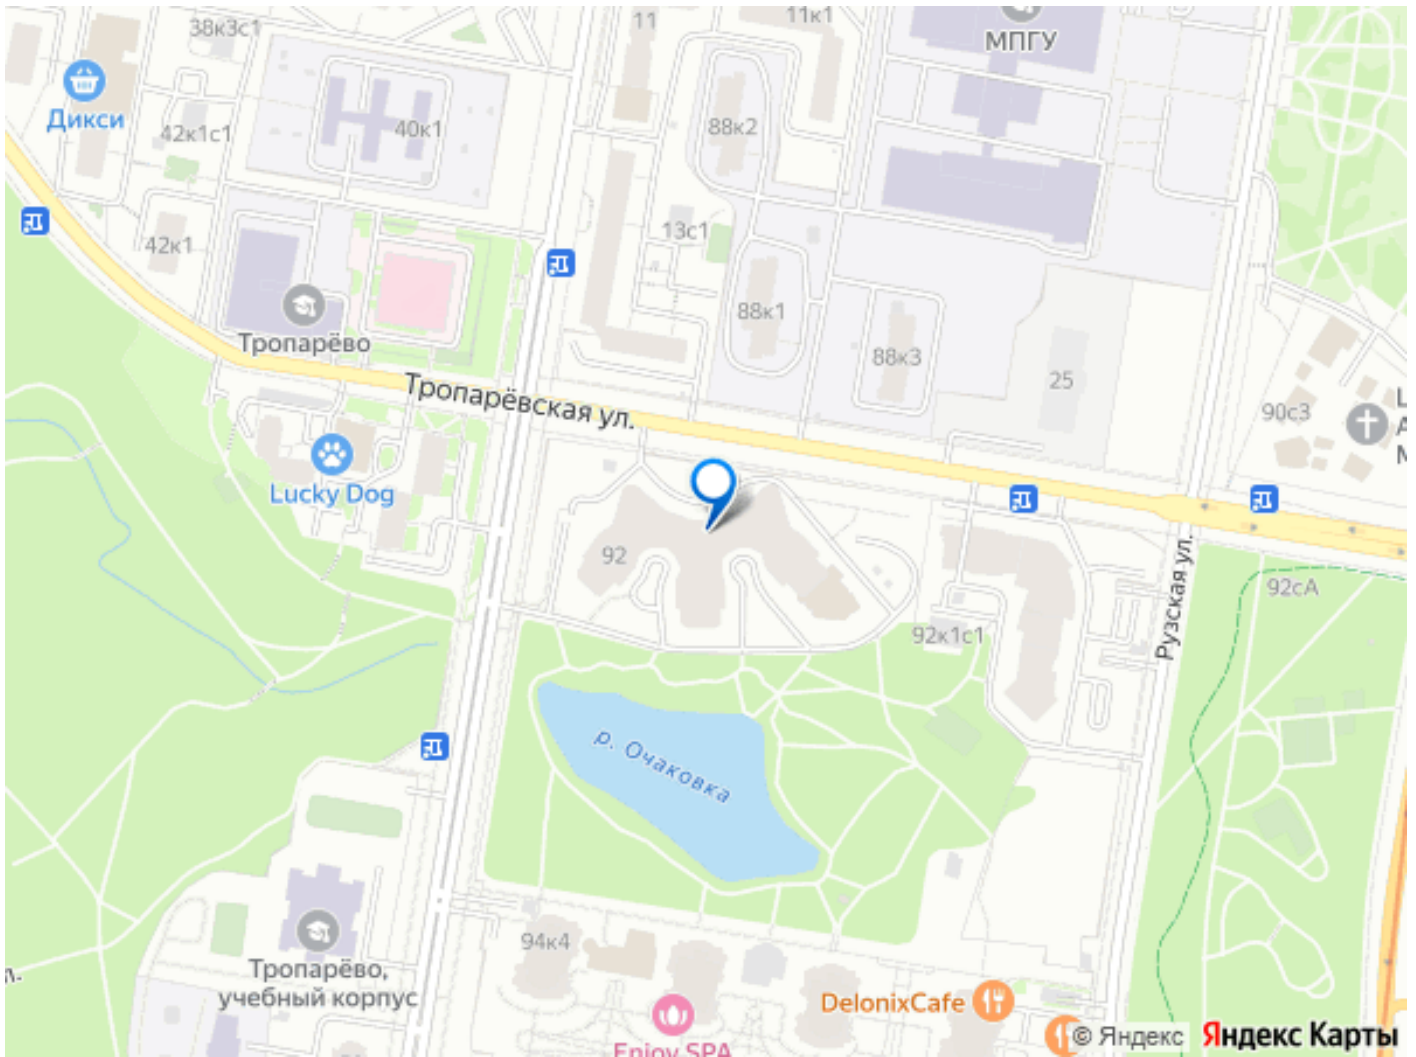 38к3с1
11
11к1
МПГУ
Дикси
42к1с1
40к1
88к2
42к1
13с1
88к1
Тропарёво
88к3
25
90с3
Тропарёвская ул.
Lucky Dog
92
92к1с1
Рузская ул.
92сА
р. Очаковка
94к4
Тропарёво,
учебный корпус
DelonixCafe
Enjoy SPA
© Яндекс
Яндекс Карты